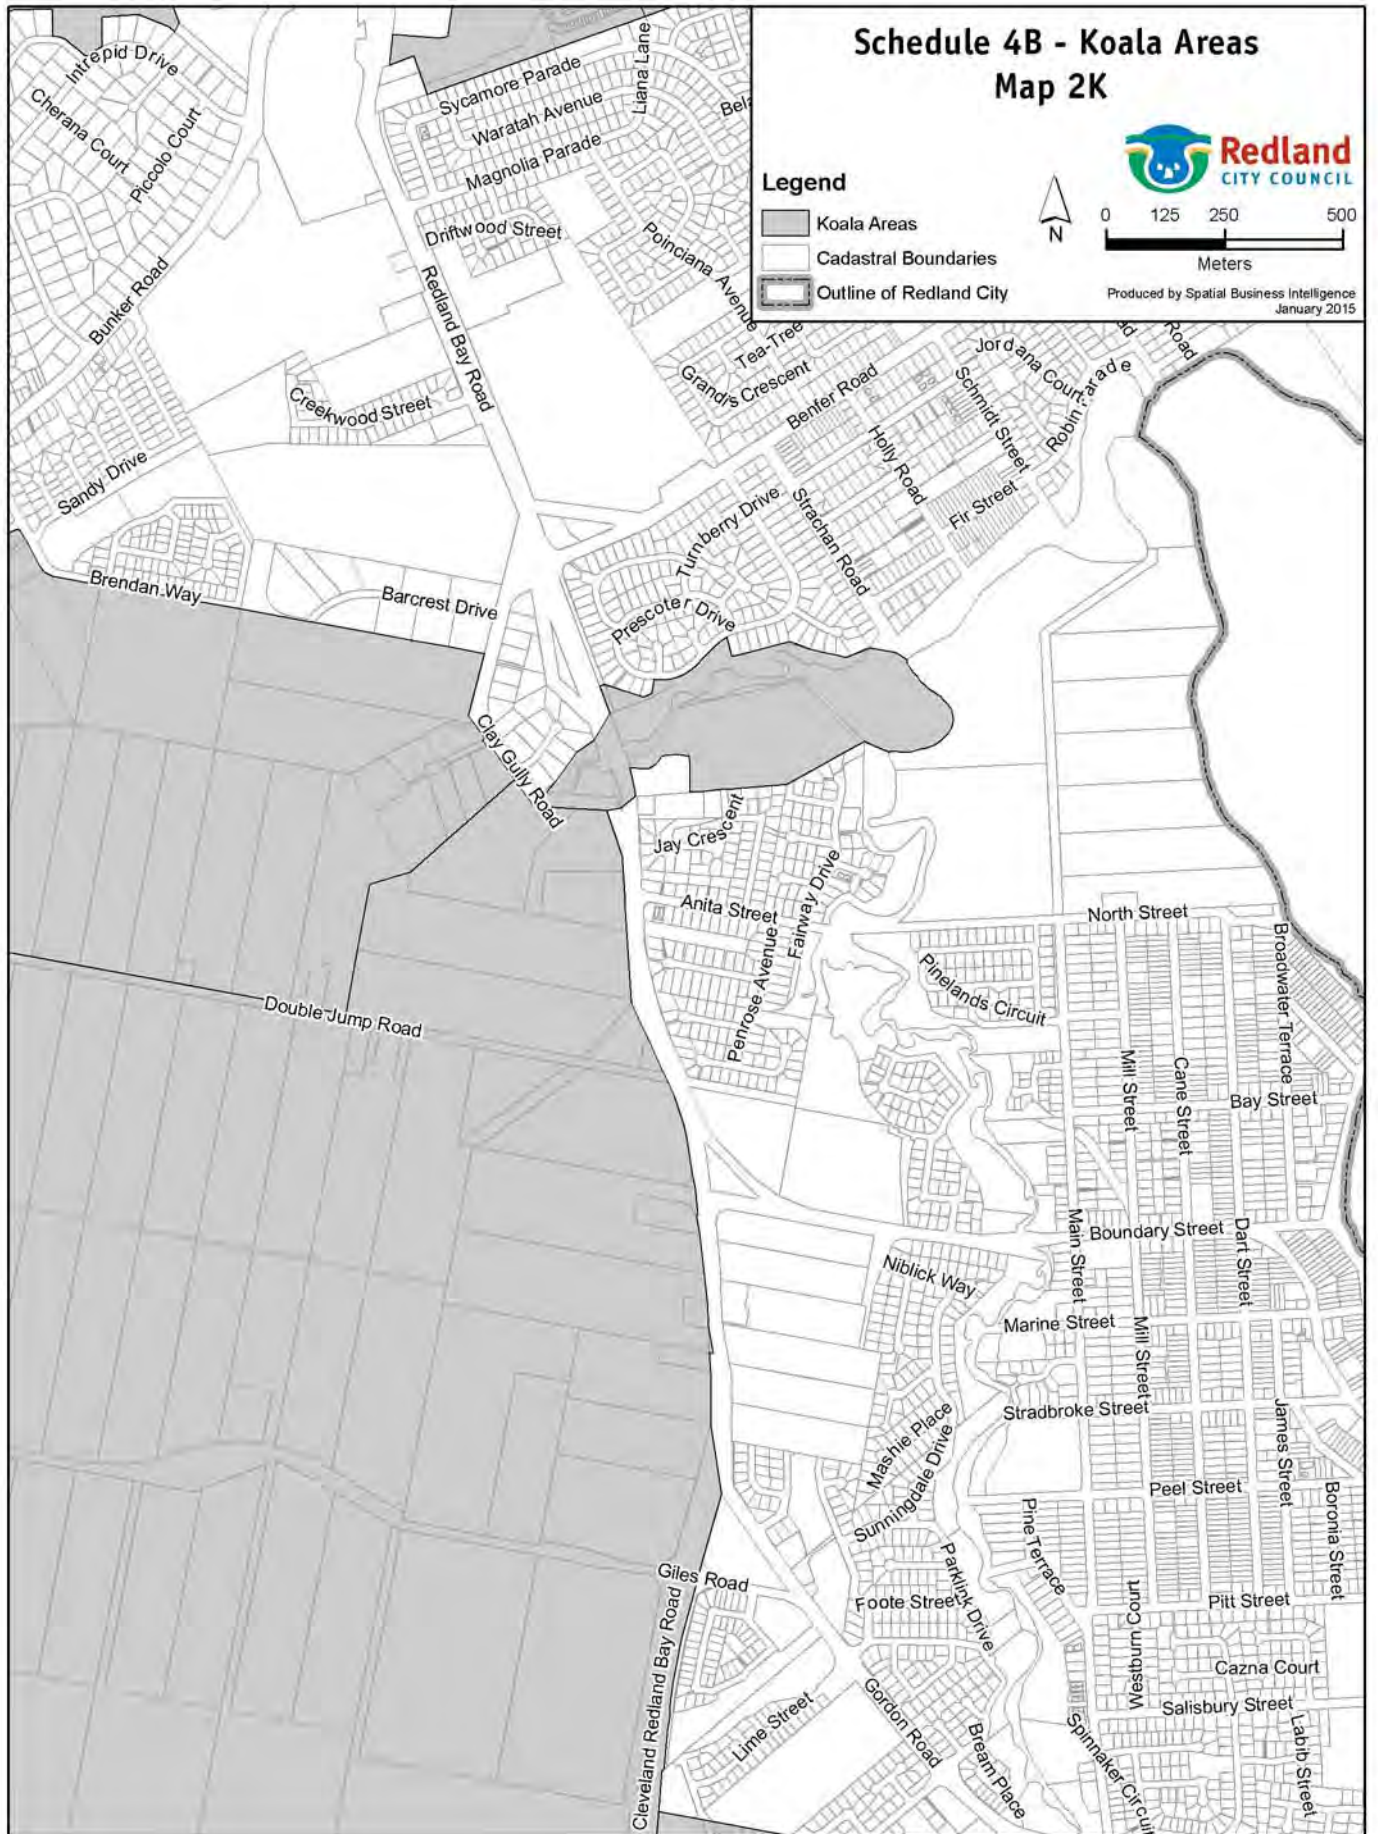 Schedule 4B - Koala Areas
Map 2K
Redland
CITY COUNCIL
Legend
Koala Areas
Cadastral Boundaries
Outline of Redland City
N
0 125 250 500
Meters
Produced by Spatial Business Intelligence
January 2015
Intrepid Drive
Cherana Court
Piccolo Court
Sycamore Parade
Liana Lane
Waratah Avenue
Bela
Magnolia Parade
Driftwood Street
Poinciana Avenue
Redland Bay Road
Bunker Road
Tea-Tree
Grandis Crescent
Benfer Road
Jordana Court
Road
Robin Parade
Schmidt Street
Creekwood Street
Holly Road
Sandy Drive
Fir Street
Turnberry Drive
Strachan Road
Brendan Way
Barcrest Drive
Prescoter Drive
Clay Gully Road
Jay Crescent
Fairway Drive
Anita Street
North Street
Penrose Avenue
Pinelands Circuit
Broadwater Terrace
Double Jump Road
Mill Street
Cane Street
Bay Street
Main Street
Boundary Street
Dart Street
Niblick Way
Marine Street
Mill Street
Stradbroke Street
James Street
Mashie Place
Sunningdale Drive
Peel Street
Boronia Street
Pine Terrace
Parklink Drive
Giles Road
Foote Street
Westburn Court
Pitt Street
Cleveland Redland Bay Road
Cazna Court
Salisbury Street
Lime Street
Gordon Road
Bream Place
Spinnaker Circuit
Labib Street